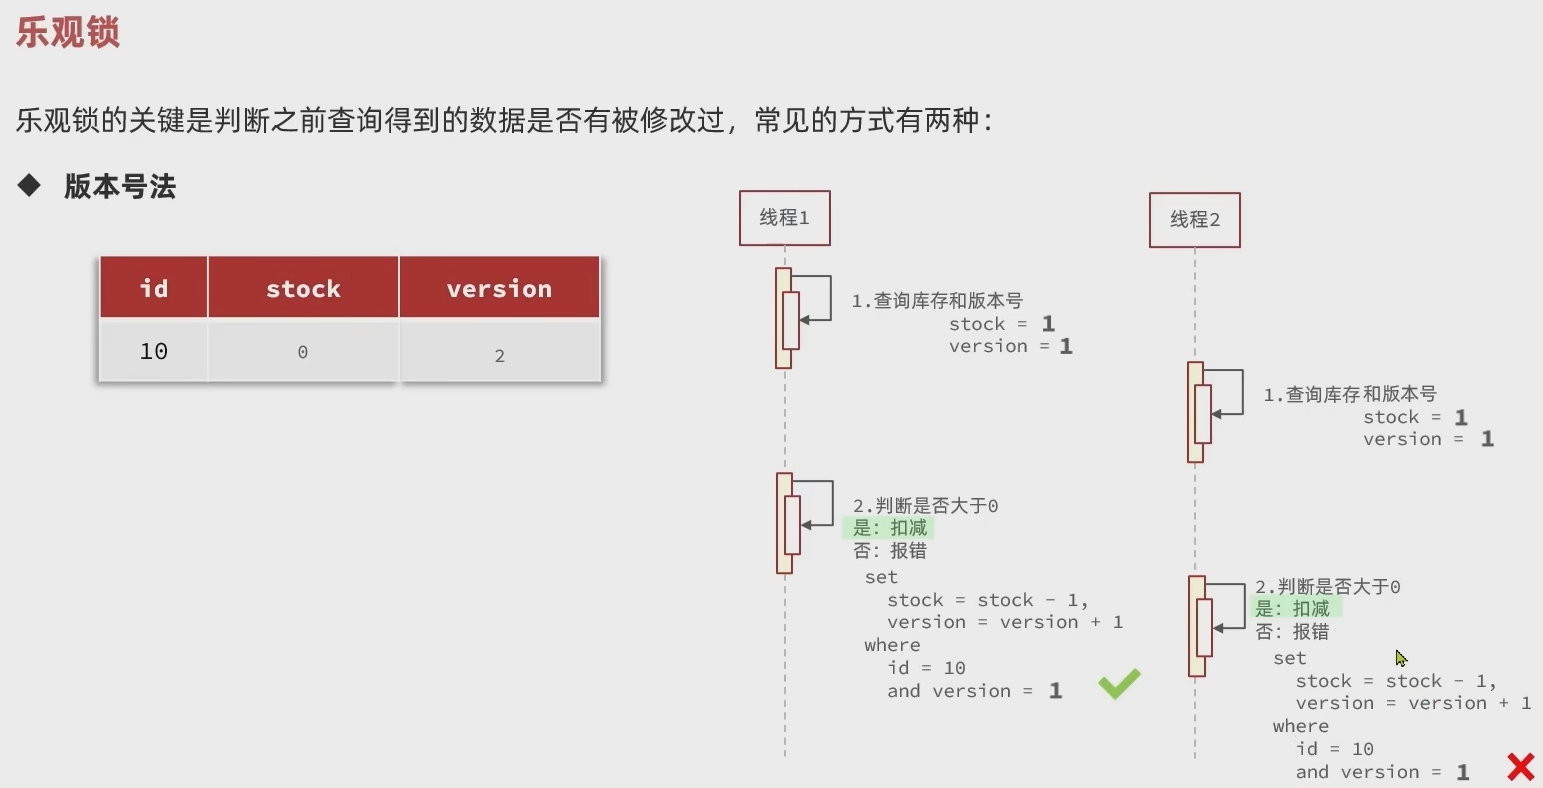 乐观锁
乐观锁的关键是判断之前查询得到的数据是否有被修改过，常见的方式有两种：
◆ 版本号法
id stock version
10 0 2
线程1
1.查询库存和版本号
stock = 1
version = 1
2.判断是否大于0
是：扣减
否：报错
set
stock = stock - 1,
version = version + 1
where
id = 10
and version = 1
线程2
1.查询库存和版本号
stock = 1
version = 1
2.判断是否大于0
是：扣减
否：报错
set
stock = stock - 1,
version = version + 1
where
id = 10
and version = 1